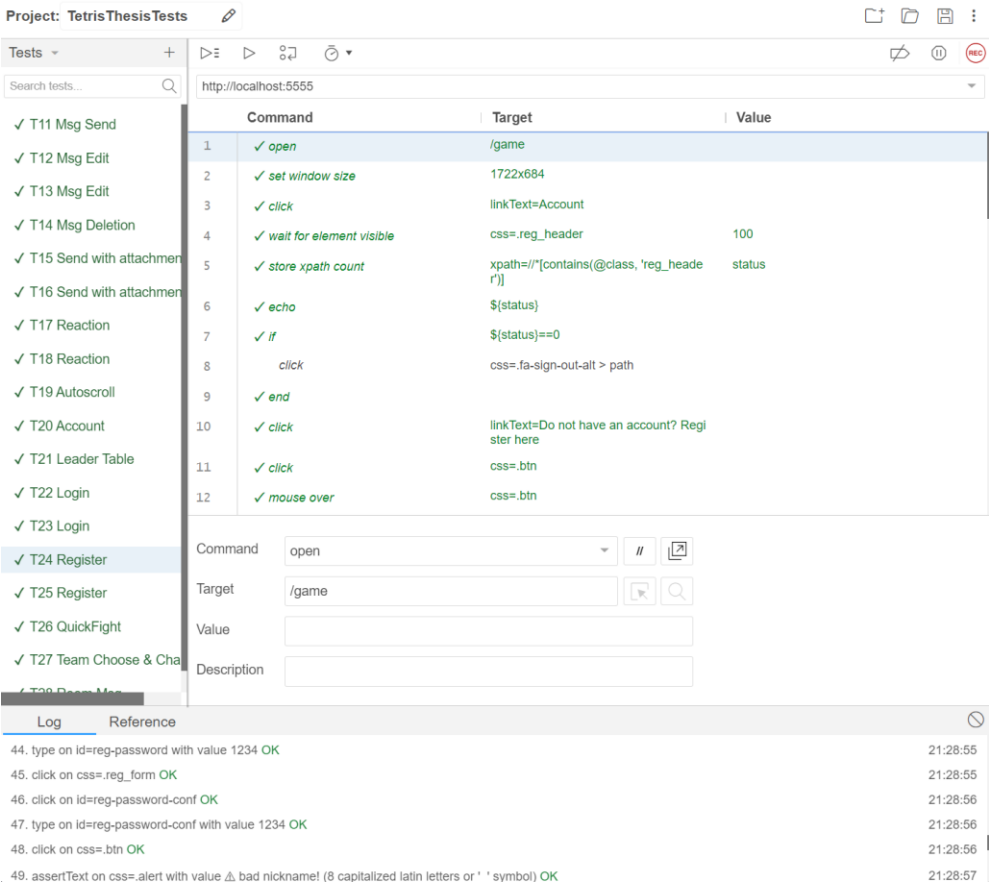 Project: TetrisThesisTests
Tests
+
Search tests...
REC
http://localhost:5555
Command Target Value
✓ T11 Msg Send
✓ T12 Msg Edit
✓ T13 Msg Edit
✓ T14 Msg Deletion
✓ T15 Send with attachmen
✓ T16 Send with attachmen
✓ T17 Reaction
✓ T18 Reaction
✓ T19 Autoscroll
✓ T20 Account
✓ T21 Leader Table
✓ T22 Login
✓ T23 Login
✓ T24 Register
✓ T25 Register
✓ T26 QuickFight
✓ T27 Team Choose & Cha
✓ T28 Room Msg
1 ✓ open /game
2 ✓ set window size 1722x684
3 ✓ click linkText=Account
4 ✓ wait for element visible css=.reg_header 100
5 ✓ store xpath count xpath=//*[contains(@class, 'reg_heade status
r')]
6 ✓ echo ${status}
7 ✓ if ${status}==0
8 click css=.fa-sign-out-alt > path
9 ✓ end
10 ✓ click linkText=Do not have an account? Regi
ster here
11 ✓ click css=.btn
12 ✓ mouse over css=.btn
Command open //
Target /game
Value
Description
Log Reference
44. type on id=reg-password with value 1234 OK 21:28:55
45. click on css=.reg_form OK 21:28:55
46. click on id=reg-password-conf OK 21:28:56
47. type on id=reg-password-conf with value 1234 OK 21:28:56
48. click on css=.btn OK 21:28:56
49. assertText on css=.alert with value ⚠ bad nickname! (8 capitalized latin letters or ' ' symbol) OK 21:28:57